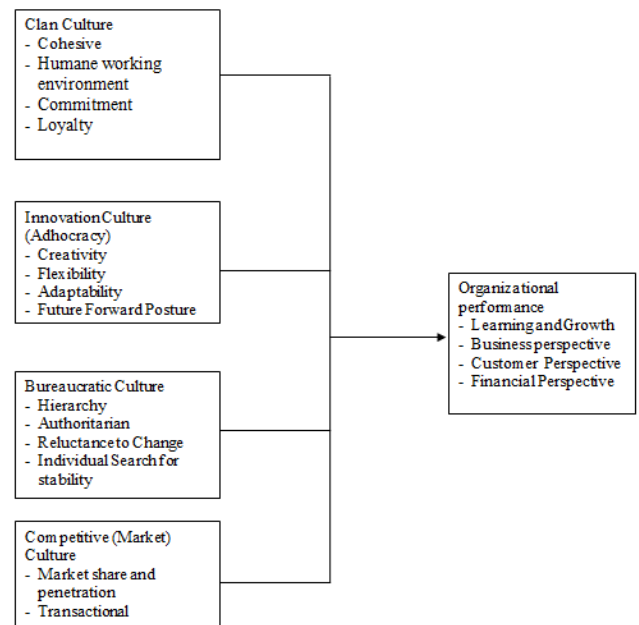 Clan Culture
- Cohesive
- Humane working
environment
- Commitment
- Loyalty
Innovation Culture
(Adhocracy)
- Creativity
- Flexibility
- Adaptability
- Future Forward Posture
Bureaucratic Culture
- Hierarchy
- Authoritarian
- Reluctance to Change
- Individual Search for
stability
Competitive (Market)
Culture
- Market share and
penetration
- Transactional
Organizational
performance
- Learning and Growth
- Business perspective
- Customer Perspective
- Financial Perspective